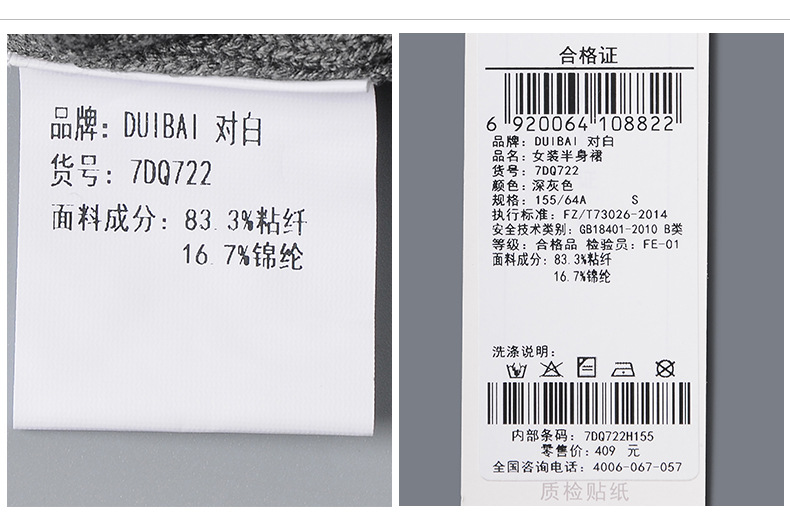 品牌: DUIBAI 对白
货号: 7DQ722
面料成分: 83.3%粘纤
16.7%锦纶
合格证
6 920064 108822
品牌: DUIBAI 对白
品名: 女装半身裙
货号: 7DQ722
颜色: 深灰色
规格: 155/64A S
执行标准: FZ/T73026-2014
安全技术类别: GB18401-2010 B类
等级: 合格品 检验员: FE-01
面料成分: 83.3%粘纤
16.7%锦纶
洗涤说明:
内部条码: 7DQ722H155
零售价: 409 元
全国咨询电话: 4006-067-057
质检贴纸